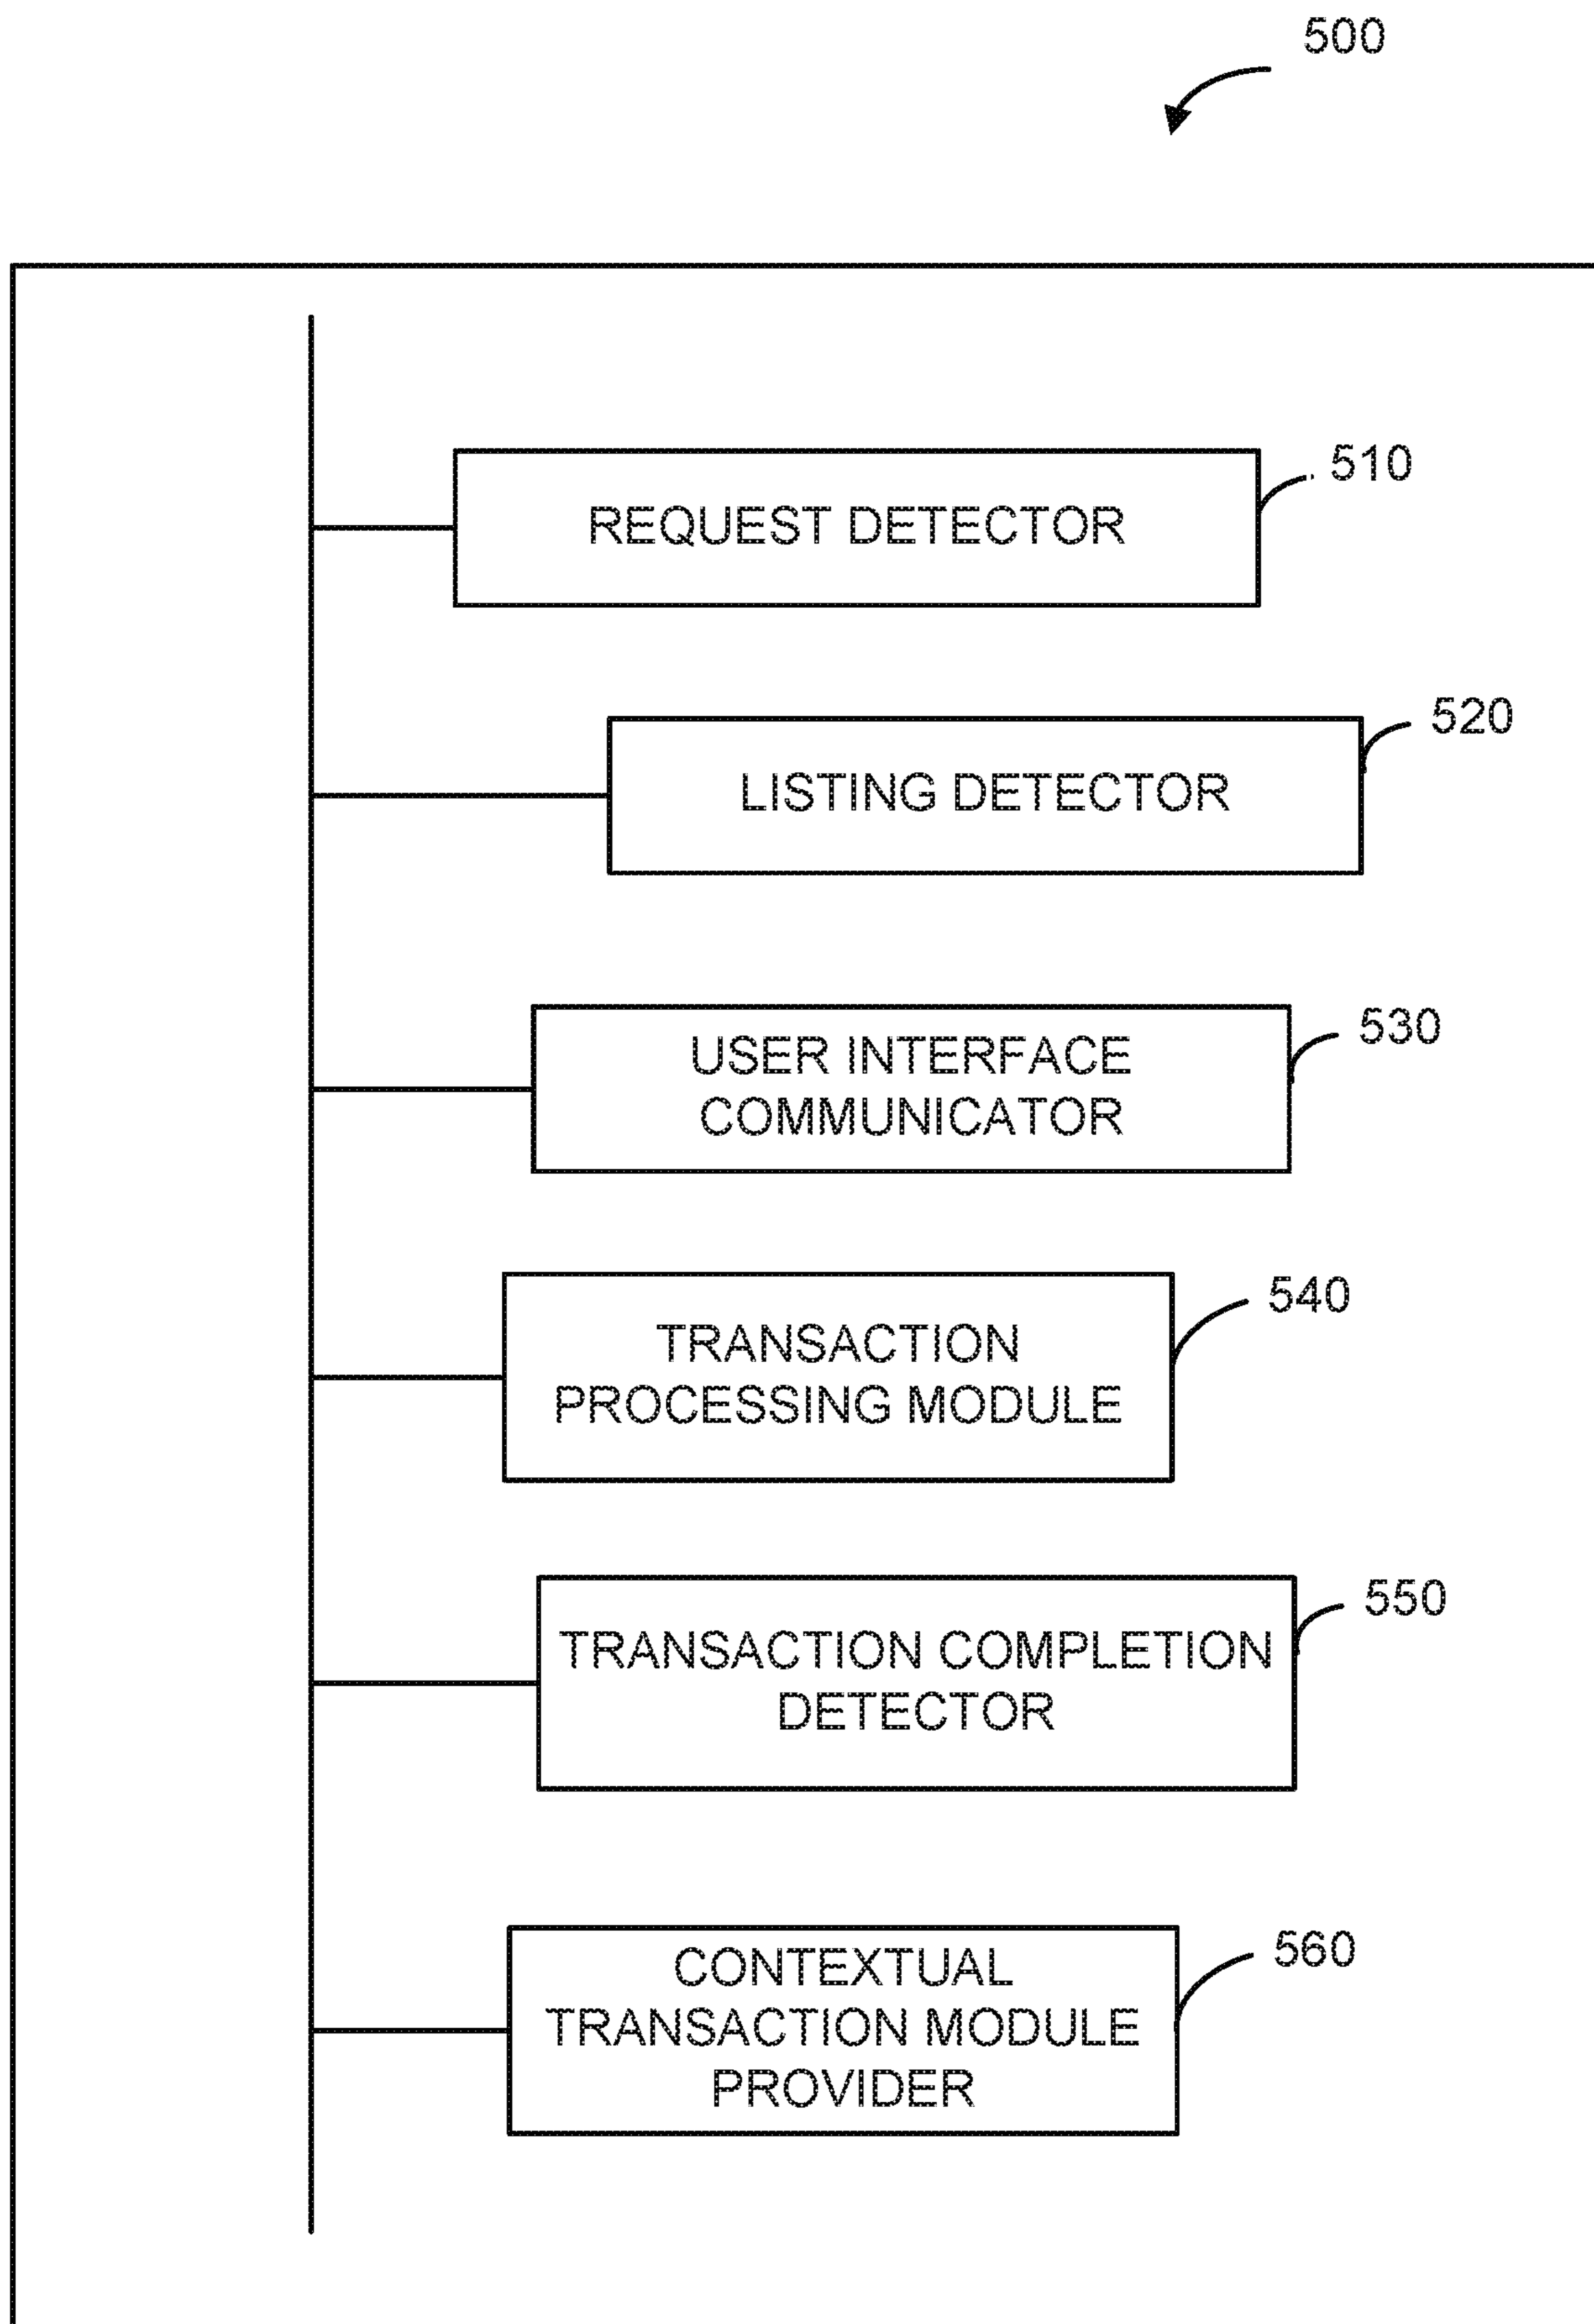 500
510
REQUEST DETECTOR
520
LISTING DETECTOR
530
USER INTERFACE
COMMUNICATOR
540
TRANSACTION
PROCESSING MODULE
550
TRANSACTION COMPLETION
DETECTOR
560
CONTEXTUAL
TRANSACTION MODULE
PROVIDER